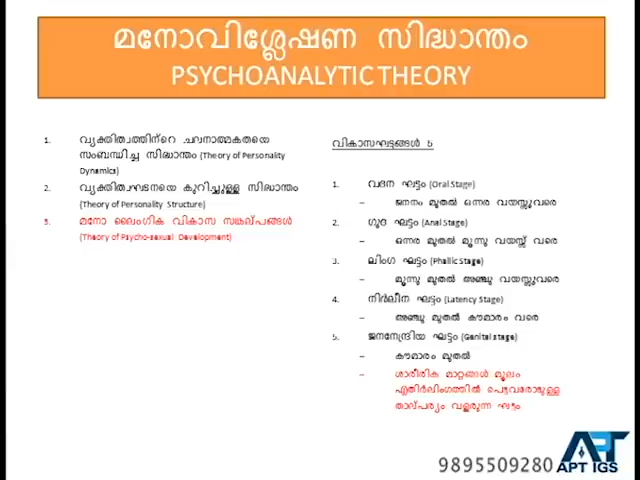 മനോവിശ്ലേഷണ സിദ്ധാന്തം
PSYCHOANALYTIC THEORY
1. വ്യക്തിത്വത്തിന്റെ ചലനാത്മകതയെ
സംബന്ധിച്ച സിദ്ധാന്തം (Theory of Personality
Dynamics)
2. വ്യക്തിത്വഘടനയെ കുറിച്ചുള്ള സിദ്ധാന്തം
(Theory of Personality Structure)
3. മനോ ലൈംഗിക വികാസ സങ്കല്പങ്ങൾ
(Theory of Psycho-sexual Development)
വികാസഘട്ടങ്ങൾ 5
1. വദന ഘട്ടം (Oral Stage)
– ജനനം മുതൽ ഒന്നര വയസ്സുവരെ
2. ഗുദ ഘട്ടം (Anal Stage)
– ഒന്നര മുതൽ മൂന്നു വയസ്സ് വരെ
3. ലിംഗ ഘട്ടം (Phallic Stage)
– മൂന്നു മുതൽ അഞ്ചു വയസ്സുവരെ
4. നിർലീന ഘട്ടം (Latency Stage)
– അഞ്ചു മുതൽ കൗമാരം വരെ
5. ജനനേന്ദ്രിയ ഘട്ടം (Genital stage)
– കൗമാരം മുതൽ
– ശാരീരിക മാറ്റങ്ങൾ മൂലം
എതിർലിംഗത്തിൽ പെട്ടവരോടുള്ള
താല്പര്യം വളരുന്ന ഘട്ടം
9895509280
APT IGS